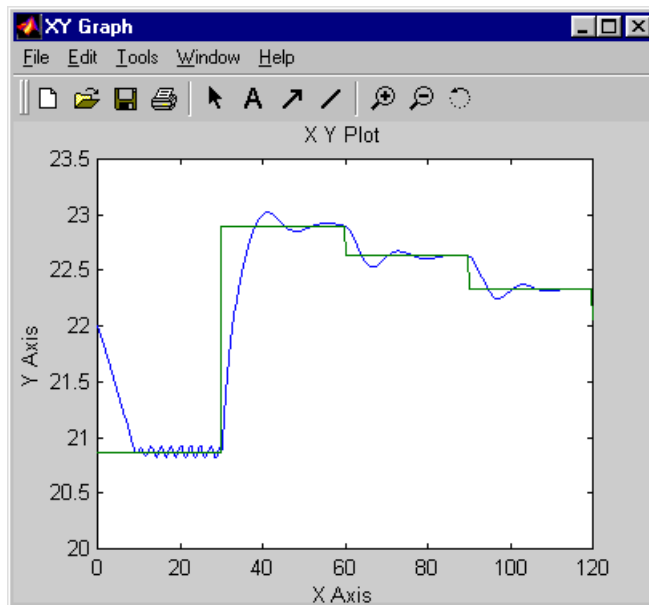 XY Graph
File Edit Tools Window Help
A
X Y Plot
23.5
23
22.5
22
21.5
21
20.5
20
Y Axis
0 20 40 60 80 100 120
X Axis